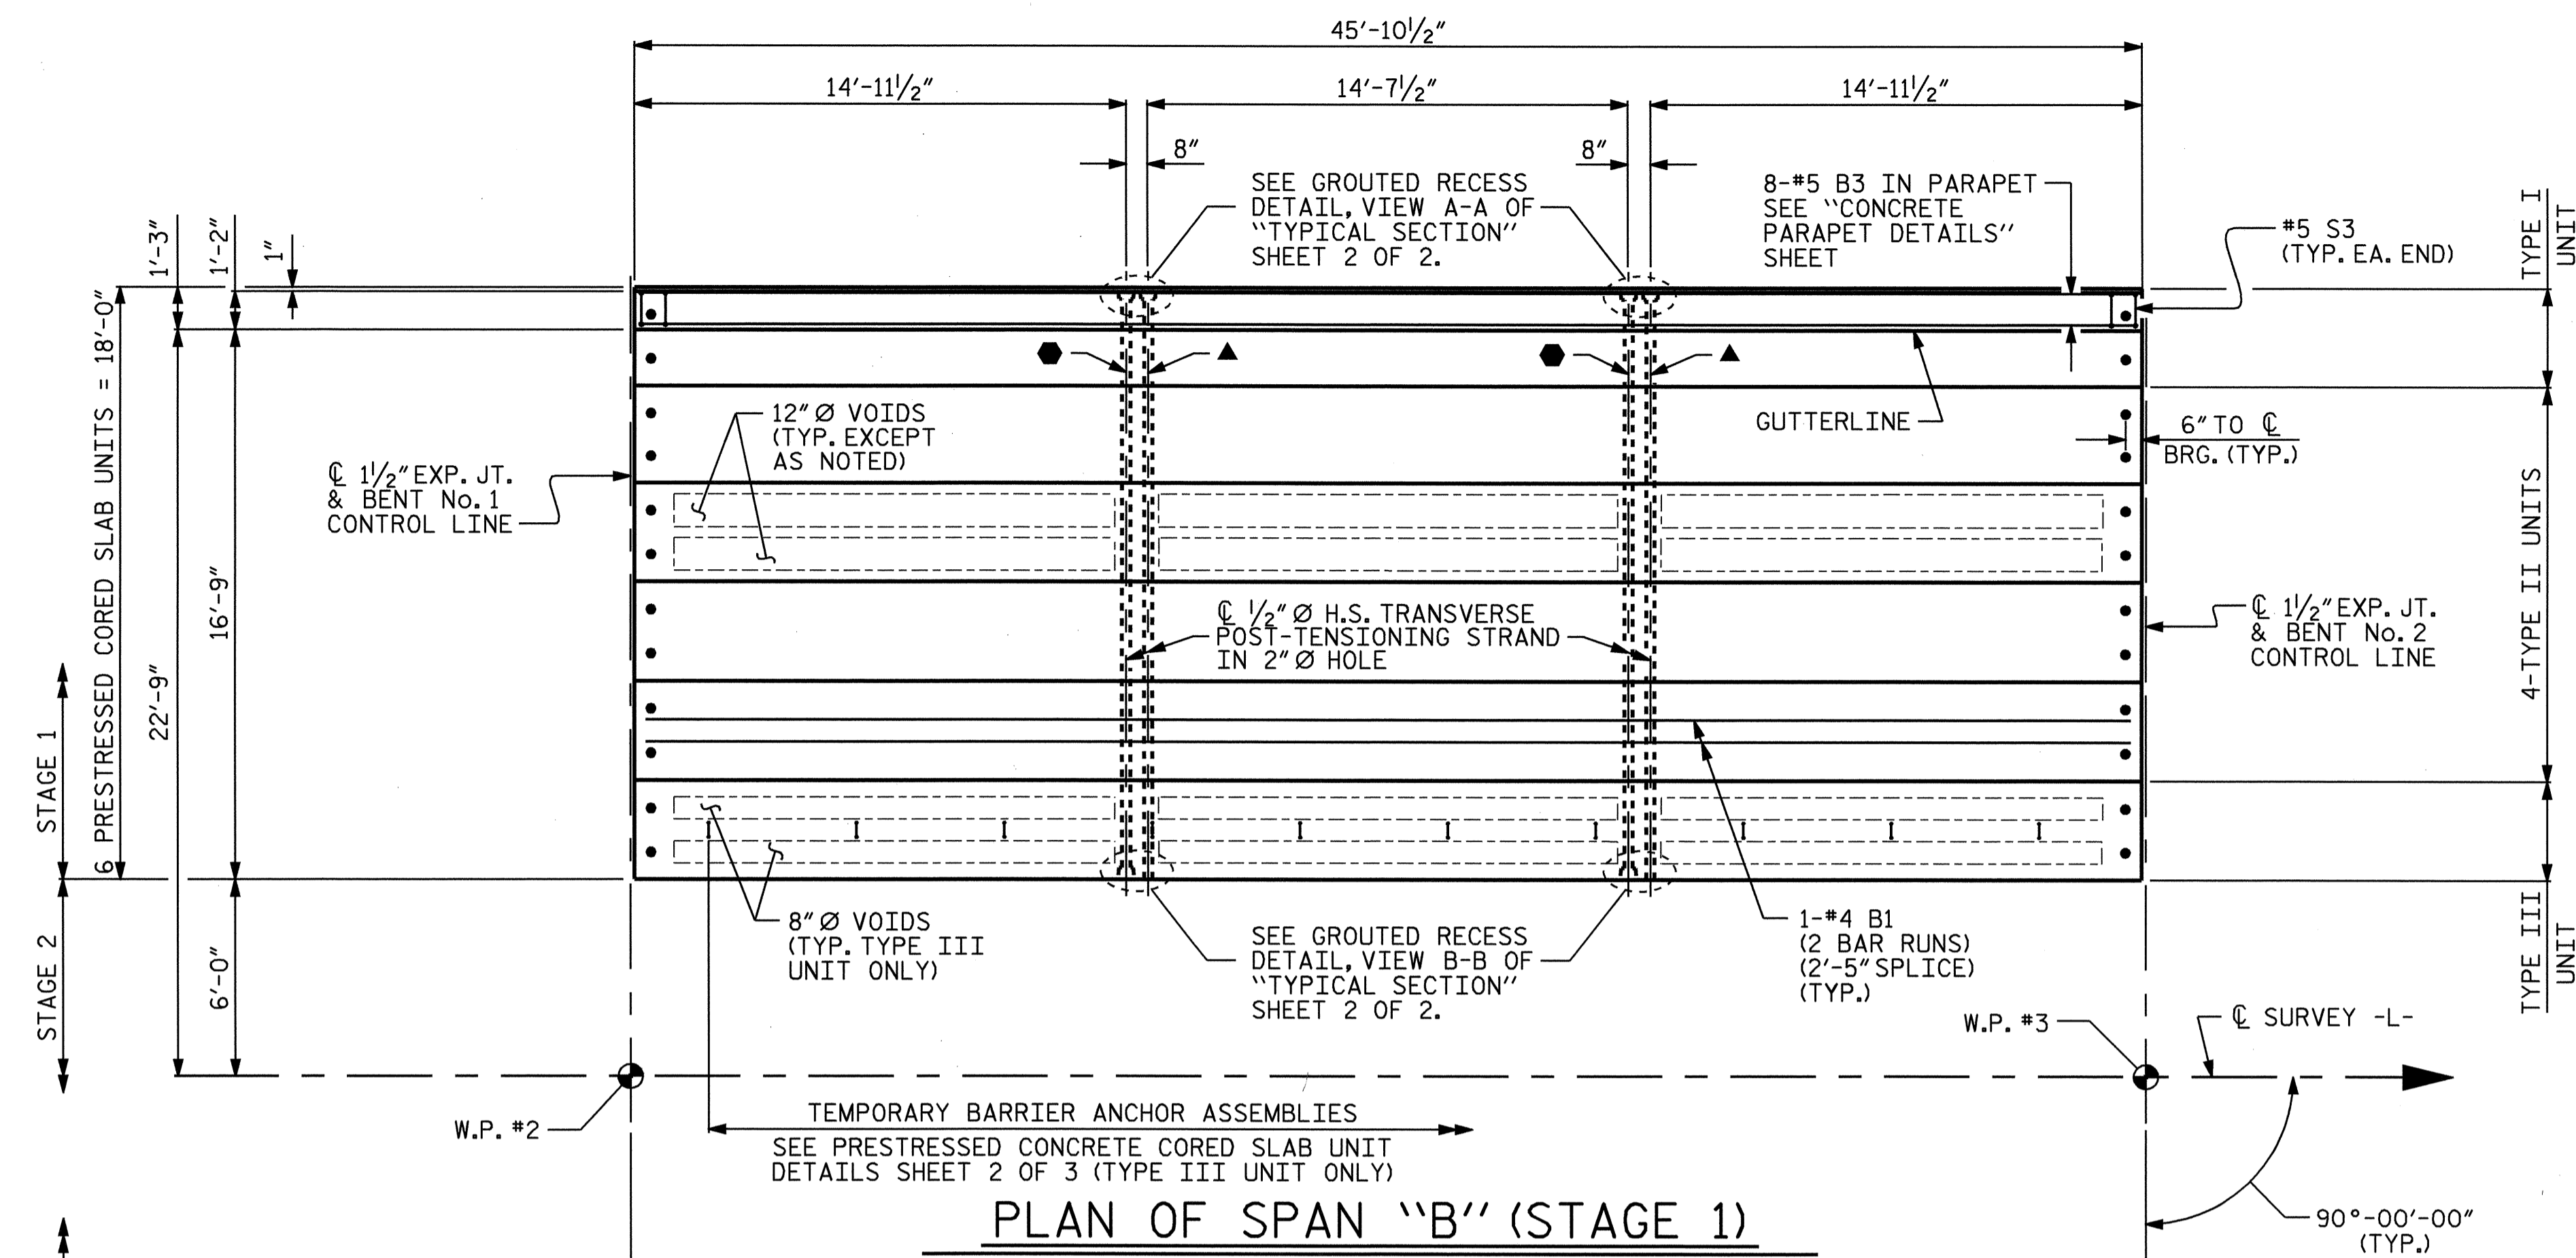 45′-10½″
14′-11½″
14′-7½″
14′-11½″
8″
8″
SEE GROUTED RECESS
DETAIL, VIEW A-A OF
“TYPICAL SECTION”
SHEET 2 OF 2.
8-#5 B3 IN PARAPET
SEE “CONCRETE
PARAPET DETAILS”
SHEET
#5 S3
(TYP. EA. END)
TYPE I
UNIT
1′-3″
1′-2″
1″
6 PRESTRESSED CORED SLAB UNITS = 18′-0″
12″ Ø VOIDS
(TYP. EXCEPT
AS NOTED)
GUTTERLINE
6″ TO ℄
BRG. (TYP.)
℄ 1½″ EXP. JT.
& BENT No. 1
CONTROL LINE
4-TYPE II UNITS
22′-9″
16′-9″
℄ ½″ Ø H.S. TRANSVERSE
POST-TENSIONING STRAND
IN 2″ Ø HOLE
℄ 1½″ EXP. JT.
& BENT No. 2
CONTROL LINE
STAGE 1
STAGE 2
6′-0″
8″ Ø VOIDS
(TYP. TYPE III
UNIT ONLY)
SEE GROUTED RECESS
DETAIL, VIEW B-B OF
“TYPICAL SECTION”
SHEET 2 OF 2.
1-#4 B1
(2 BAR RUNS)
(2′-5″ SPLICE)
(TYP.)
TYPE III
UNIT
W.P. #3
℄ SURVEY -L-
W.P. #2
TEMPORARY BARRIER ANCHOR ASSEMBLIES
SEE PRESTRESSED CONCRETE CORED SLAB UNIT
DETAILS SHEET 2 OF 3 (TYPE III UNIT ONLY)
90°-00′-00″
(TYP.)
PLAN OF SPAN “B” (STAGE 1)